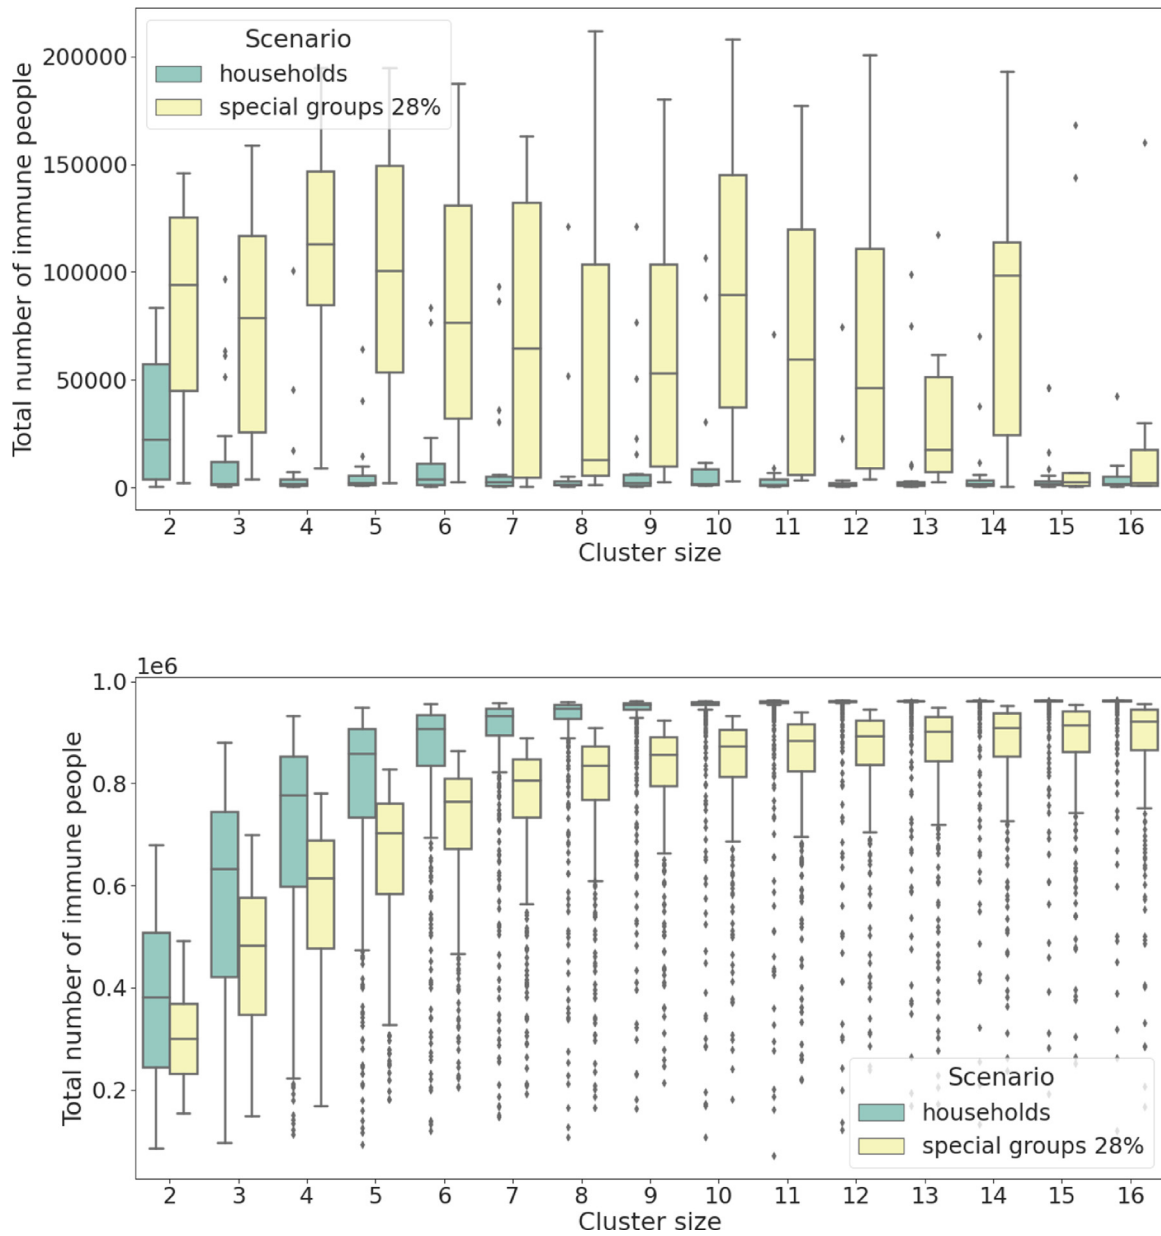 Scenario
households
special groups 28%
Total number of immune people
200000
150000
100000
50000
0
2 3 4 5 6 7 8 9 10 11 12 13 14 15 16
Cluster size
1e6
Total number of immune people
1.0
0.8
0.6
0.4
0.2
Scenario
households
special groups 28%
2 3 4 5 6 7 8 9 10 11 12 13 14 15 16
Cluster size